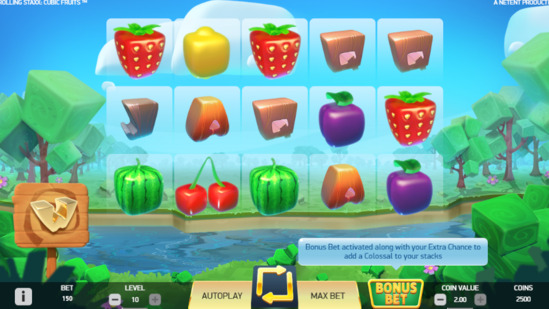 ROLLING STAXX: CUBIC FRUITS ™
A NETENT PRODUCT
Bonus Bet activated along with your Extra Chance to
add a Colossal to your stacks
BET
150
LEVEL
10
AUTOPLAY
MAX BET
BONUS
BET
COIN VALUE
2.00
COINS
2500